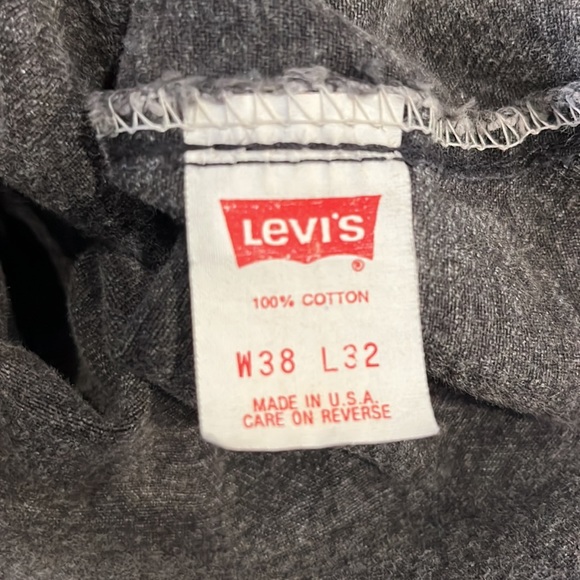 Levi's
®
100% COTTON
W38 L32
MADE IN U.S.A.
CARE ON REVERSE